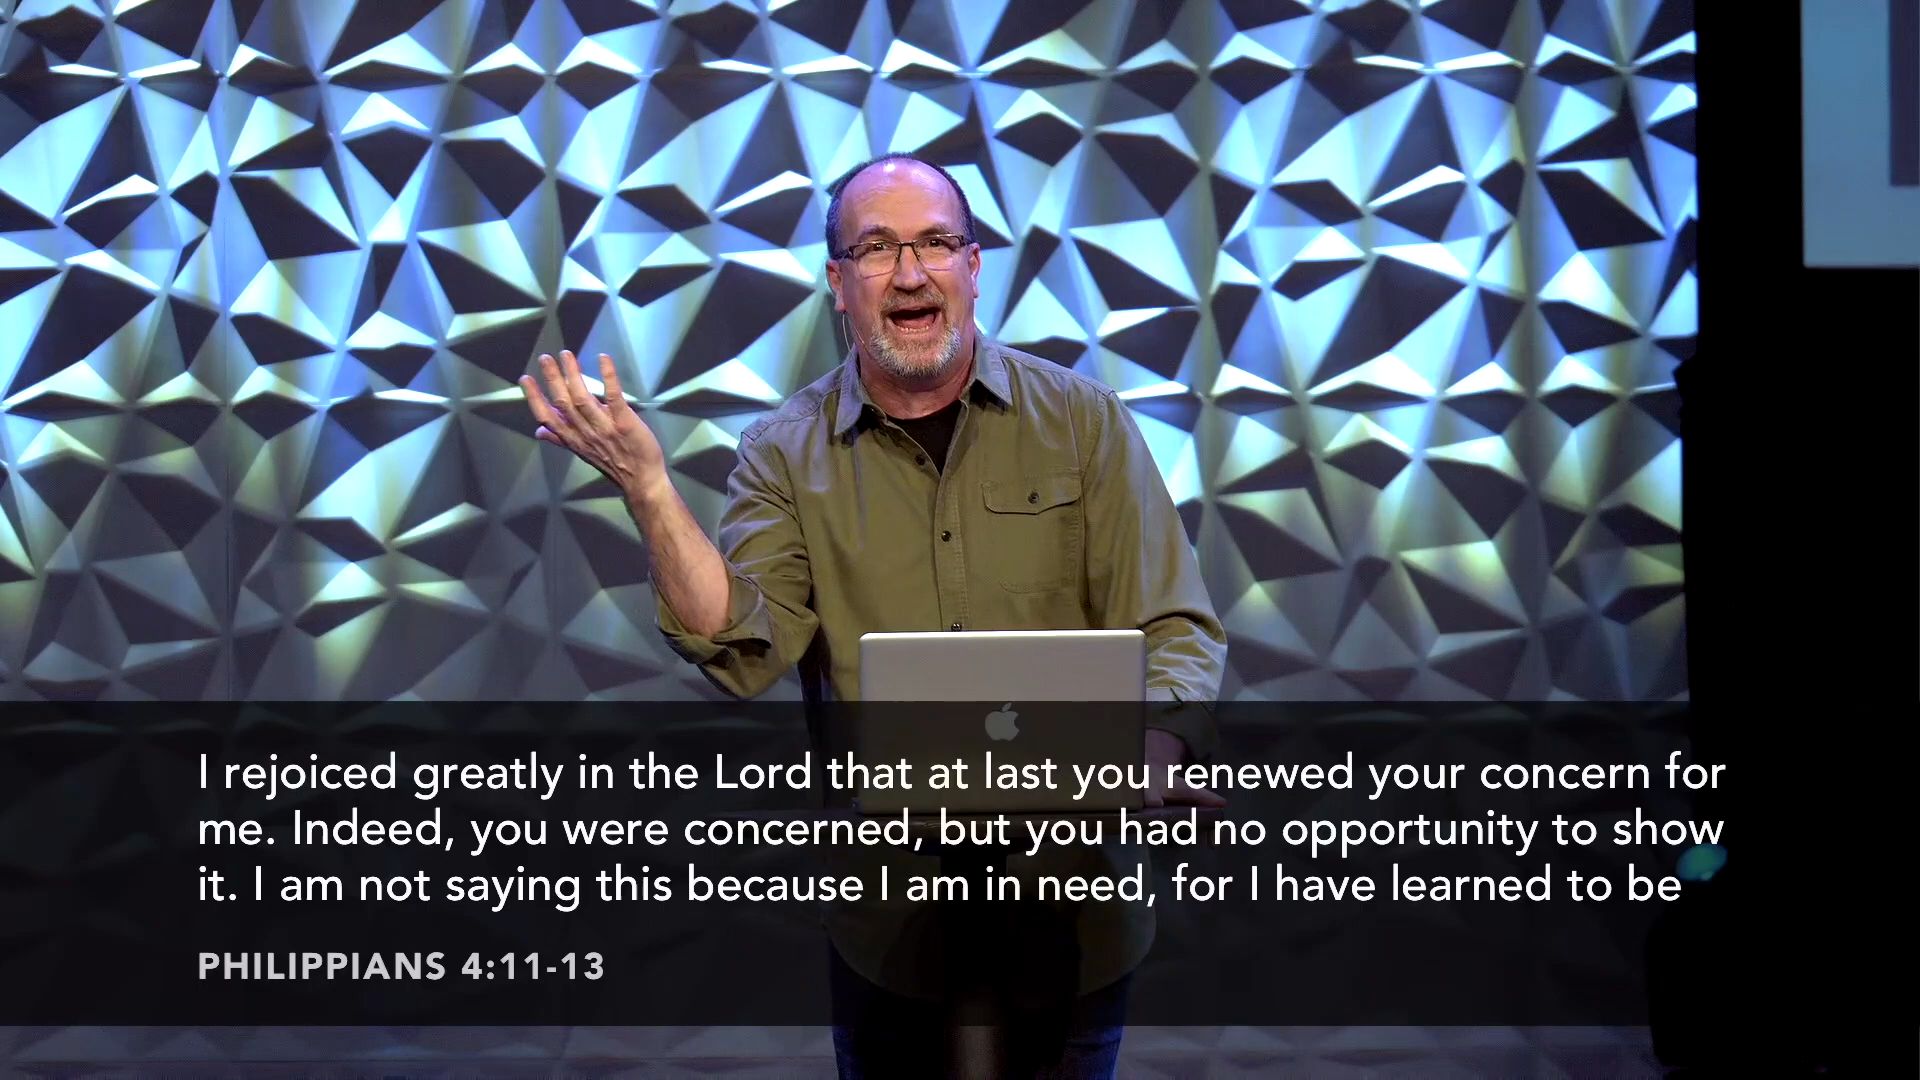 I rejoiced greatly in the Lord that at last you renewed your concern for
me. Indeed, you were concerned, but you had no opportunity to show
it. I am not saying this because I am in need, for I have learned to be
PHILIPPIANS 4:11-13